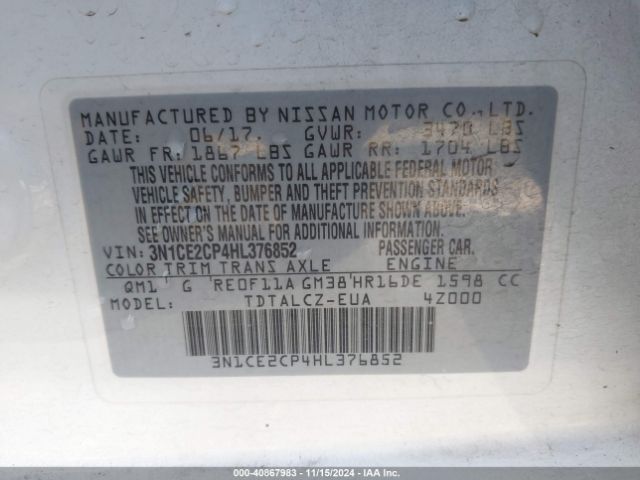 MANUFACTURED BY NISSAN MOTOR CO., LTD.
DATE: 06/17. GVWR: 3470 LBS
GAWR FR: 1867 LBS GAWR RR: 1704 LBS
THIS VEHICLE CONFORMS TO ALL APPLICABLE FEDERAL MOTOR
VEHICLE SAFETY, BUMPER AND THEFT PREVENTION STANDARDS
IN EFFECT ON THE DATE OF MANUFACTURE SHOWN ABOVE.
SEE OWNER'S MANUAL FOR ADDITIONAL INFORMATION.
VIN: 3N1CE2CP4HL376852 PASSENGER CAR.
COLOR TRIM TRANS AXLE ENGINE
QM1 G RE0F11A GM38 HR16DE 1598 CC
MODEL: TDTALCZ-EUA 4Z000
3N1CE2CP4HL376852
000-40867983 - 11/15/2024 - IAA Inc.